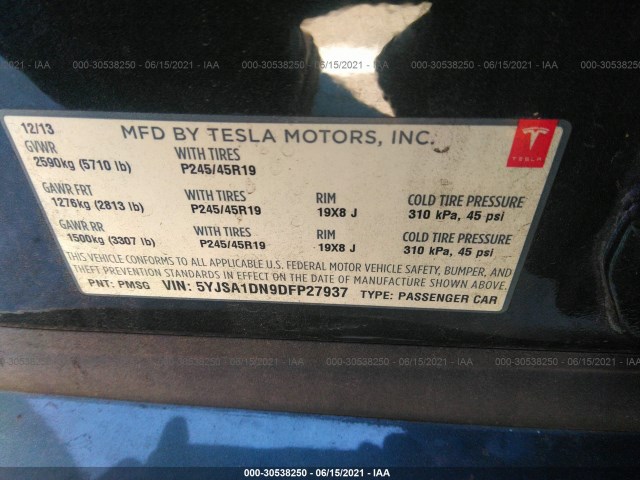 000-30538250 - 06/15/2021 - IAA
000-30538250 - 06/15/2021 - IAA
000-30538250 - 06/15/2021 - IAA
12/13
MFD BY TESLA MOTORS, INC.
TESLA
GVWR
2590kg (5710 lb)
WITH TIRES
P245/45R19
GAWR FRT
1276kg (2813 lb)
WITH TIRES
P245/45R19
RIM
19X8 J
COLD TIRE PRESSURE
310 kPa, 45 psi
GAWR RR
1500kg (3307 lb)
WITH TIRES
P245/45R19
RIM
19X8 J
COLD TIRE PRESSURE
310 kPa, 45 psi
THIS VEHICLE CONFORMS TO ALL APPLICABLE U.S. FEDERAL MOTOR VEHICLE SAFETY, BUMPER, AND
THEFT PREVENTION STANDARDS IN EFFECT ON THE DATE OF MANUFACTURE SHOWN ABOVE.
PNT: PMSG VIN: 5YJSA1DN9DFP27937 TYPE: PASSENGER CAR
000-30538250 - 06/15/2021 - IAA
000-30538250 - 06/15/2021 - IAA
000-30538250 - 06/15/2021 - IAA
000-30538250 - 06/15/2021 - IAA